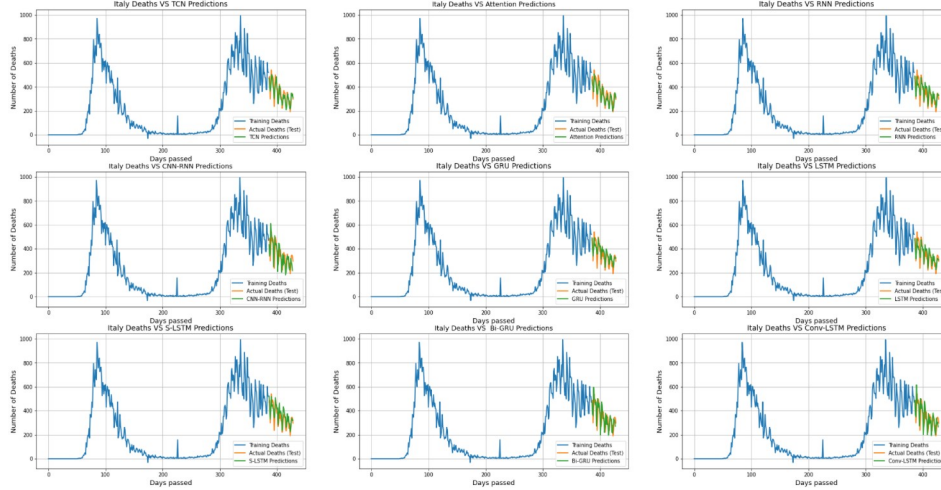 Italy Deaths VS TCN Predictions
Number of Deaths
1000
800
600
400
200
0
0 100 200 300 400
Days passed
Training Deaths
Actual Deaths (Test)
TCN Predictions
Italy Deaths VS Attention Predictions
Number of Deaths
1000
800
600
400
200
0
0 100 200 300 400
Days passed
Training Deaths
Actual Deaths (Test)
Attention Predictions
Italy Deaths VS RNN Predictions
Number of Deaths
1000
800
600
400
200
0
0 100 200 300 400
Days passed
Training Deaths
Actual Deaths (Test)
RNN Predictions
Italy Deaths VS CNN-RNN Predictions
Number of Deaths
1000
800
600
400
200
0
0 100 200 300 400
Days passed
Training Deaths
Actual Deaths (Test)
CNN-RNN Predictions
Italy Deaths VS GRU Predictions
Number of Deaths
1000
800
600
400
200
0
0 100 200 300 400
Days passed
Training Deaths
Actual Deaths (Test)
GRU Predictions
Italy Deaths VS LSTM Predictions
Number of Deaths
1000
800
600
400
200
0
0 100 200 300 400
Days passed
Training Deaths
Actual Deaths (Test)
LSTM Predictions
Italy Deaths VS S-LSTM Predictions
Number of Deaths
1000
800
600
400
200
0
0 100 200 300 400
Days passed
Training Deaths
Actual Deaths (Test)
S-LSTM Predictions
Italy Deaths VS Bi-GRU Predictions
Number of Deaths
1000
800
600
400
200
0
0 100 200 300 400
Days passed
Training Deaths
Actual Deaths (Test)
Bi-GRU Predictions
Italy Deaths VS Conv-LSTM Predictions
Number of Deaths
1000
800
600
400
200
0
0 100 200 300 400
Days passed
Training Deaths
Actual Deaths (Test)
Conv-LSTM Predictions